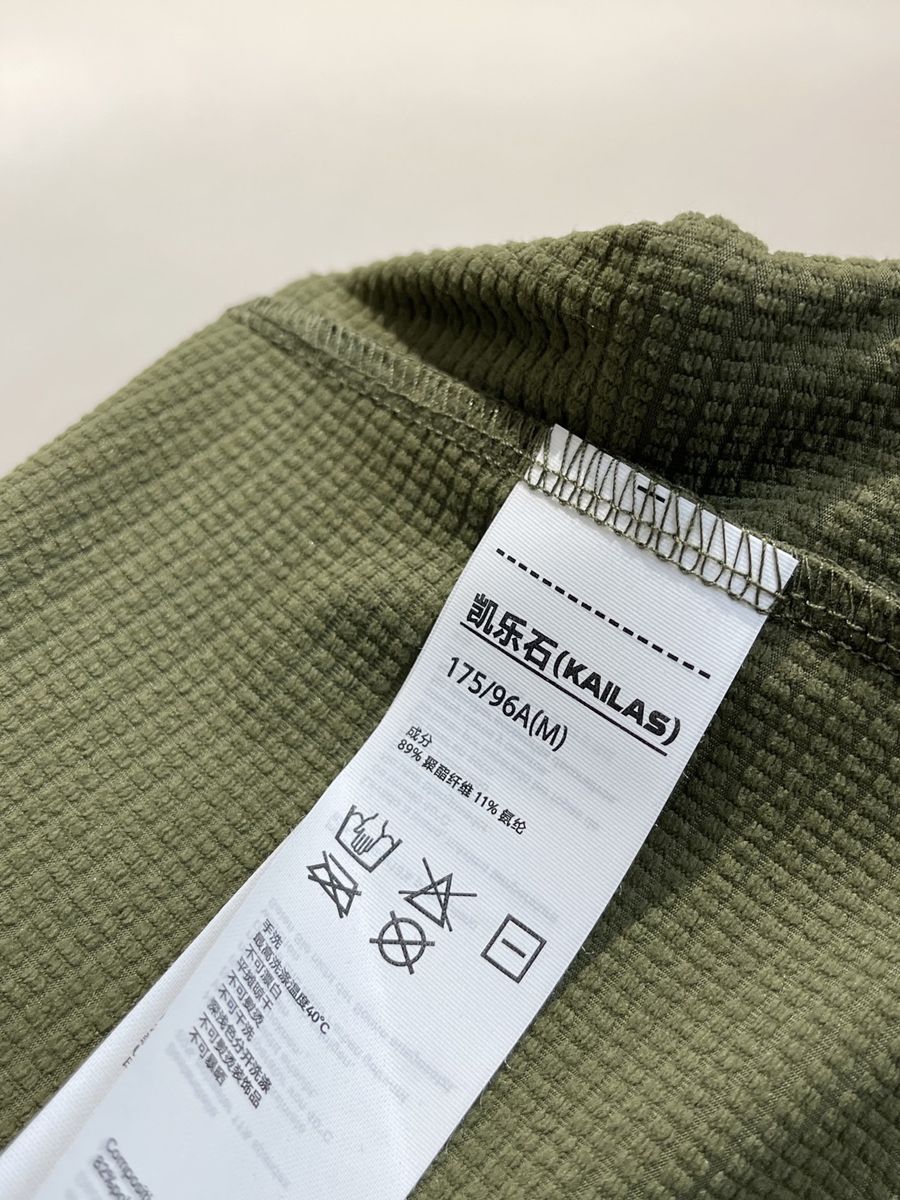 凯乐石(KAILAS)
175/96A(M)
成分
89% 聚酯纤维 11% 氨纶
手洗
最高洗涤温度40°C
不可漂白
平摊晾干
不可熨烫
不可干洗
深浅色分开洗涤
不可熨烫装饰品
不可暴晒